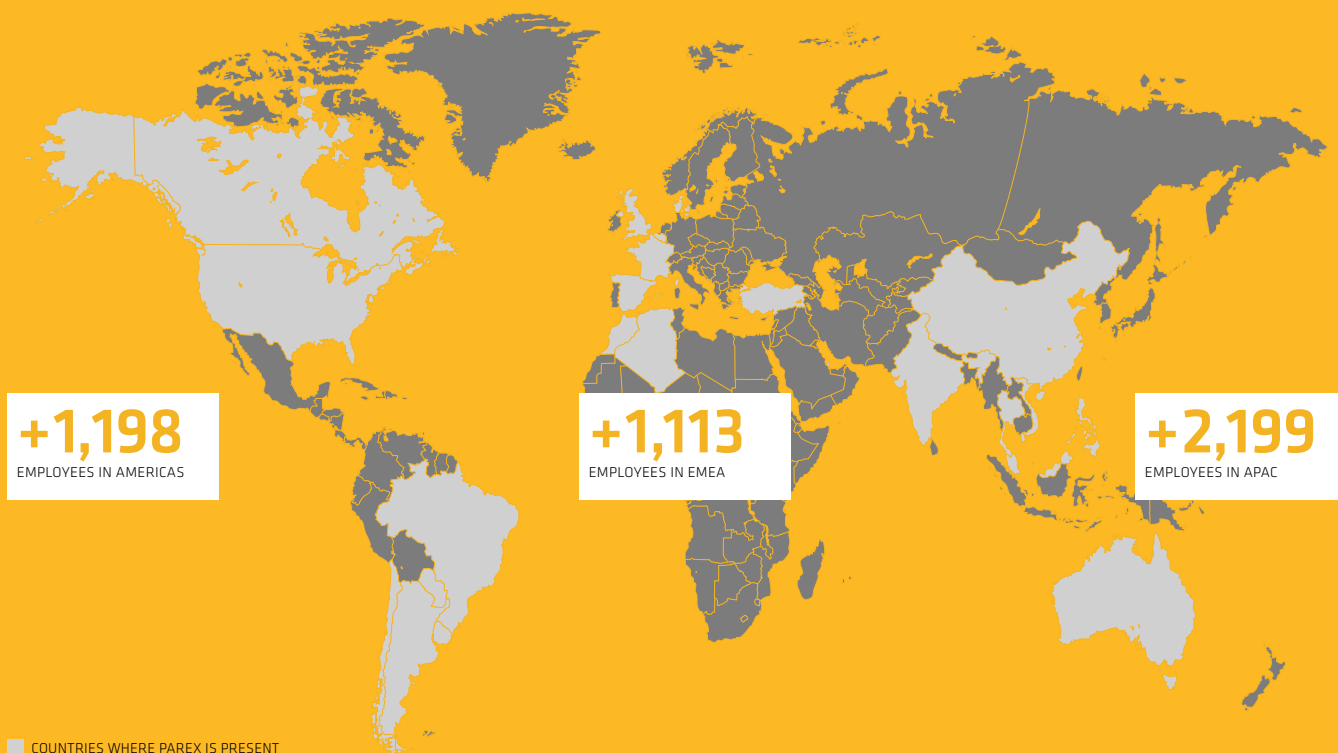 +1,198
EMPLOYEES IN AMERICAS
+1,113
EMPLOYEES IN EMEA
+2,199
EMPLOYEES IN APAC
COUNTRIES WHERE PAREX IS PRESENT